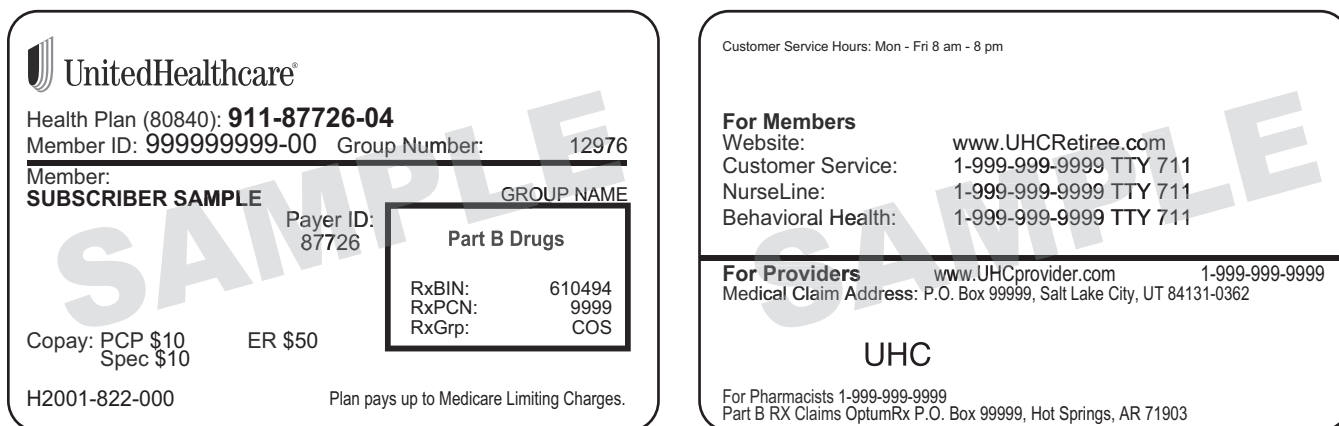 UnitedHealthcare®
Health Plan (80840): 911-87726-04
Member ID: 999999999-00 Group Number: 12976
Member:
SUBSCRIBER SAMPLE GROUP NAME
Payer ID:
87726
Part B Drugs
RxBIN: 610494
RxPCN: 9999
RxGrp: COS
Copay: PCP $10 ER $50
Spec $10
H2001-822-000 Plan pays up to Medicare Limiting Charges.
SAMPLE
Customer Service Hours: Mon - Fri 8 am - 8 pm
For Members
Website: www.UHCRetiree.com
Customer Service: 1-999-999-9999 TTY 711
NurseLine: 1-999-999-9999 TTY 711
Behavioral Health: 1-999-999-9999 TTY 711
For Providers www.UHCprovider.com 1-999-999-9999
Medical Claim Address: P.O. Box 99999, Salt Lake City, UT 84131-0362
UHC
For Pharmacists 1-999-999-9999
Part B RX Claims OptumRx P.O. Box 99999, Hot Springs, AR 71903
SAMPLE